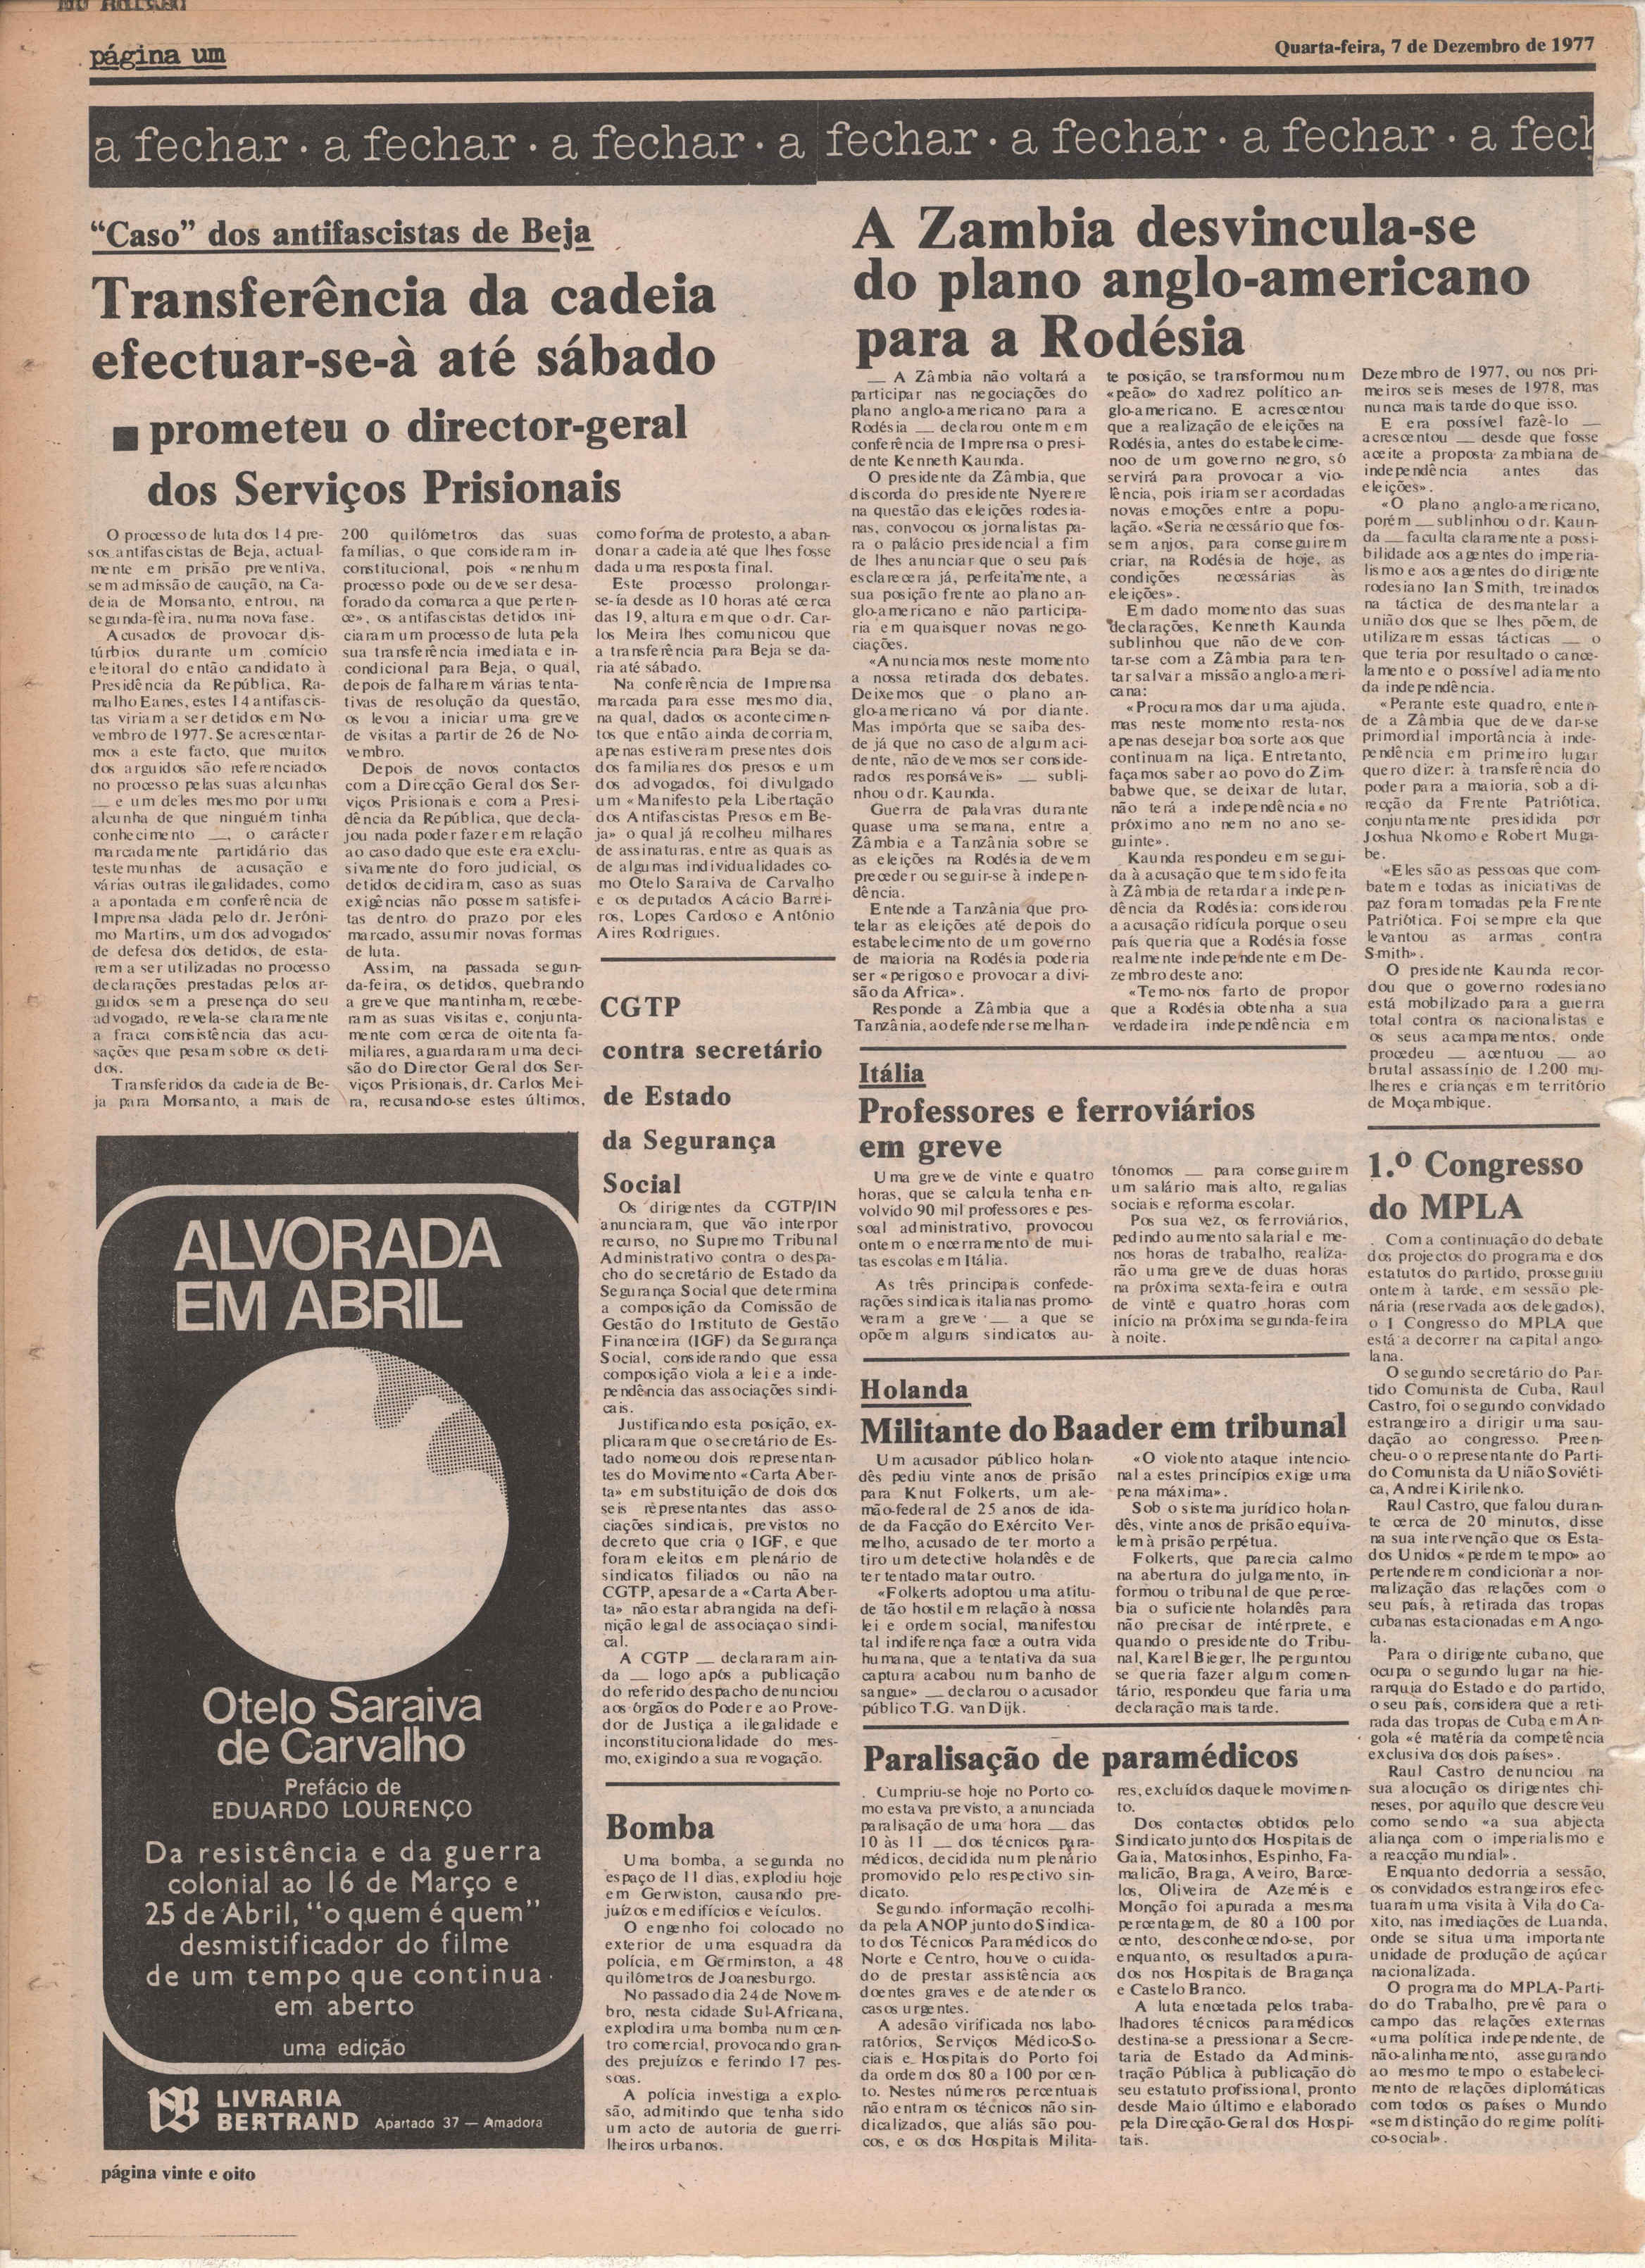 página um
Quarta-feira, 7 de Dezembro de 1977
a fechar · a fechar · a fechar · a fechar · a fechar · a fechar · a fech
“Caso” dos antifascistas de Beja
Transferência da cadeia
efectuar-se-à até sábado
■ prometeu o director-geral
dos Serviços Prisionais
O processo de luta dos 14 pre-
sos antifascistas de Beja, actual-
mente em prisão preventiva,
sem admissão de caução, na Ca-
deia de Monsanto, entrou, na
segunda-feira, numa nova fase.
Acusados de provocar dis-
túrbios durante um comício
eleitoral do então candidato à
Presidência da República, Ra-
malho Eanes, estes 14 antifascis-
tas viriam a ser detidos em No-
vembro de 1977. Se acrescentar-
mos a este facto, que muitos
dos arguidos são referenciados
no processo pelas suas alcunhas
— e um deles mesmo por uma
alcunha de que ninguém tinha
conhecimento —, o carácter
marcadamente partidário das
testemunhas de acusação e
várias outras ilegalidades, como
a apontada em conferência de
Imprensa dada pelo dr. Jeróni-
mo Martins, um dos advogados
de defesa dos detidos, de esta-
rem a ser utilizadas no processo
declarações prestadas pelos ar-
guidos sem a presença do seu
advogado, revela-se claramente
a fraca consistência das acu-
sações que pesam sobre os deti-
dos.
Transferidos da cadeia de Be-
ja para Monsanto, a mais de
200 quilómetros das suas
famílias, o que consideram in-
constitucional, pois «nenhum
processo pode ou deve ser desa-
forado da comarca a que perten-
ce», os antifascistas detidos ini-
ciaram um processo de luta pela
sua transferência imediata e in-
condicional para Beja, o qual,
depois de falharem várias tenta-
tivas de resolução da questão,
os levou a iniciar uma greve
de visitas a partir de 26 de No-
vembro.
Depois de novos contactos
com a Direcção Geral dos Ser-
viços Prisionais e com a Presi-
dência da República, que decla-
jou nada poder fazer em relação
ao caso dado que este era exclu-
sivamente do foro judicial, os
detidos decidiram, caso as suas
exigências não possem satisfei-
tas dentro do prazo por eles
marcado, assumir novas formas
de luta.
Assim, na passada segun-
da-feira, os detidos, quebrando
a greve que mantinham, recebe-
ram as suas visitas e, conjunta-
mente com cerca de oitenta fa-
miliares, aguardaram uma deci-
são do Director Geral dos Ser-
viços Prisionais, dr. Carlos Mei-
ra, recusando-se estes últimos,
como forma de protesto, a aban-
donar a cadeia até que lhes fosse
dada uma resposta final.
Este processo prolongar-
se-ía desde as 10 horas até cerca
das 19, altura em que o dr. Car-
los Meira lhes comunicou que
a transferência para Beja se da-
ria até sábado.
Na conferência de Imprensa
marcada para esse mesmo dia,
na qual, dados os acontecimen-
tos que então ainda decorriam,
apenas estiveram presentes dois
dos familiares dos presos e um
dos advogados, foi divulgado
um «Manifesto pela Libertação
dos Antifascistas Presos em Be-
ja» o qual já recolheu milhares
de assinaturas, entre as quais as
de algumas individualidades co-
mo Otelo Saraiva de Carvalho
e os deputados Acácio Barrei-
ros, Lopes Cardoso e António
Aires Rodrigues.
CGTP
contra secretário
de Estado
da Segurança
Social
Os dirigentes da CGTP/IN
anunciaram, que vão interpor
recurso, no Supremo Tribunal
Administrativo contra o despa-
cho do secretário de Estado da
Segurança Social que determina
a composição da Comissão de
Gestão do Instituto de Gestão
Financeira (IGF) da Segurança
Social, considerando que essa
composição viola a lei e a inde-
pendência das associações sindi-
cais.
Justificando esta posição, ex-
plicaram que o secretário de Es-
tado nomeou dois representan-
tes do Movimento «Carta Aber-
ta» em substituição de dois dos
seis representantes das asso-
ciações sindicais, previstos no
decreto que cria o IGF, e que
foram eleitos em plenário de
sindicatos filiados ou não na
CGTP, apesar de a «Carta Aber-
ta» não estar abrangida na defi-
nição legal de associaçao sindi-
cal.
A CGTP — declararam ain-
da — logo após a publicação
do referido despacho denunciou
aos órgãos do Poder e ao Prove-
dor de Justiça a ilegalidade e
inconstitucionalidade do mes-
mo, exigindo a sua revogação.
Bomba
Uma bomba, a segunda no
espaço de 11 dias, explodiu hoje
em Gerwiston, causando pre-
juízos em edifícios e veículos.
O engenho foi colocado no
exterior de uma esquadra da
polícia, em Germinston, a 48
quilómetros de Joanesburgo.
No passado dia 24 de Novem-
bro, nesta cidade Sul-Africana,
explodira uma bomba num cen-
tro comercial, provocando gran-
des prejuízos e ferindo 17 pes-
soas.
A polícia investiga a explo-
são, admitindo que tenha sido
um acto de autoria de guerri-
lheiros urbanos.
ALVORADA
EM ABRIL
Otelo Saraiva
de Carvalho
Prefácio de
EDUARDO LOURENÇO
Da resistência e da guerra
colonial ao 16 de Março e
25 de Abril, “o quem é quem”
desmistificador do filme
de um tempo que continua
em aberto
uma edição
LIVRARIA
BERTRAND Apartado 37 — Amadora
A Zambia desvincula-se
do plano anglo-americano
para a Rodésia
— A Zâmbia não voltará a
participar nas negociações do
plano anglo-americano para a
Rodésia — declarou ontem em
conferência de Imprensa o presi-
dente Kenneth Kaunda.
O presidente da Zâmbia, que
discorda do presidente Nyerere
na questão das eleições rodesia-
nas, convocou os jornalistas pa-
ra o palácio presidencial a fim
de lhes anunciar que o seu país
esclarecera já, perfeitamente, a
sua posição frente ao plano an-
glo-americano e não participa-
ria em quaisquer novas nego-
ciações.
«Anunciamos neste momento
a nossa retirada dos debates.
Deixemos que o plano an-
glo-americano vá por diante.
Mas importa que se saiba des-
de já que no caso de algum aci-
dente, não devemos ser conside-
rados responsáveis» — subli-
nhou o dr. Kaunda.
Guerra de palavras durante
quase uma semana, entre a
Zâmbia e a Tanzânia sobre se
as eleições na Rodésia devem
preceder ou seguir-se à indepen-
dência.
Entende a Tanzânia que pro-
telar as eleições até depois do
estabelecimento de um governo
de maioria na Rodésia poderia
ser «perigoso e provocar a divi-
são da Africa».
Responde a Zâmbia que a
Tanzânia, ao defender semelhan-
te posição, se transformou num
«peão» do xadrez político an-
glo-americano. E acrescentou
que a realização de eleições na
Rodésia, antes do estabelecime-
noo de um governo negro, só
servirá para provocar a vio-
lência, pois iriam ser acordadas
novas emoções entre a popu-
lação. «Seria necessário que fos-
sem anjos, para conseguirem
criar, na Rodésia de hoje, as
condições necessárias às
eleições».
Em dado momento das suas
declarações, Kenneth Kaunda
sublinhou que não deve con-
tar-se com a Zâmbia para ten-
tar salvar a missão anglo-ameri-
cana:
«Procuramos dar uma ajuda,
mas neste momento resta-nos
apenas desejar boa sorte aos que
continuam na liça. Entretanto,
façamos saber ao povo do Zim-
babwe que, se deixar de lutar,
não terá a independência « no
próximo ano nem no ano se-
guinte».
Kaunda respondeu em segui-
da à acusação que tem sido feita
à Zâmbia de retardar a indepen-
dência da Rodésia: considerou
a acusação ridícula porque o seu
país queria que a Rodésia fosse
realmente independente em De-
zembro deste ano:
«Temo-nos farto de propor
que a Rodésia obtenha a sua
verdadeira independência em
Dezembro de 1977, ou nos pri-
meiros seis meses de 1978, mas
nunca mais tarde do que isso.
E era possível fazê-lo —
acrescentou — desde que fosse
aceite a proposta zambiana de
independência antes das
eleições».
«O plano anglo-americano,
porém — sublinhou o dr. Kaun-
da — faculta claramente a possi-
bilidade aos agentes do imperia-
lismo e aos agentes do dirigente
rodesiano Ian Smith, treinados
na táctica de desmantelar a
união dos que se lhes põem, de
utilizarem essas tácticas — o
que teria por resultado o cance-
lamento e o possível adiamento
da independência.
«Perante este quadro, enten-
de a Zâmbia que deve dar-se
primordial importância à inde-
pendência em primeiro lugar
quero dizer: à transferência do
poder para a maioria, sob a di-
recção da Frente Patriótica,
conjuntamente presidida por
Joshua Nkomo e Robert Muga-
be.
«Eles são as pessoas que com-
batem e todas as iniciativas de
paz foram tomadas pela Frente
Patriótica. Foi sempre ela que
levantou as armas contra
Smith».
O presidente Kaunda recor-
dou que o governo rodesiano
está mobilizado para a guerra
total contra os nacionalistas e
os seus acampamentos, onde
procedeu — acentuou — ao
brutal assassínio de 1.200 mu-
lheres e crianças em território
de Moçambique.
Itália
Professores e ferroviários
em greve
Uma greve de vinte e quatro
horas, que se calcula tenha en-
volvido 90 mil professores e pes-
soal administrativo, provocou
ontem o encerramento de mui-
tas escolas em Itália.
As três principais confede-
rações sindicais italianas promo-
veram a greve — a que se
opõem alguns sindicatos au-
tónomos — para conseguirem
um salário mais alto, regalias
sociais e reforma escolar.
Pos sua vez, os ferroviários,
pedindo aumento salarial e me-
nos horas de trabalho, realiza-
rão uma greve de duas horas
na próxima sexta-feira e outra
de vinte e quatro horas com
início na próxima segunda-feira
à noite.
Holanda
Militante do Baader em tribunal
Um acusador público holan-
dês pediu vinte anos de prisão
para Knut Folkerts, um ale-
mão-federal de 25 anos de ida-
de da Facção do Exército Ver-
melho, acusado de ter morto a
tiro um detective holandês e de
ter tentado matar outro.
«Folkerts adoptou uma atitu-
de tão hostil em relação à nossa
lei e ordem social, manifestou
tal indiferença face a outra vida
humana, que a tentativa da sua
captura acabou num banho de
sangue» — declarou o acusador
público T.G. van Dijk.
«O violento ataque intencio-
nal a estes princípios exige uma
pena máxima».
Sob o sistema jurídico holan-
dês, vinte anos de prisão equiva-
lem à prisão perpétua.
Folkerts, que parecia calmo
na abertura do julgamento, in-
formou o tribunal de que perce-
bia o suficiente holandês para
não precisar de intérprete, e
quando o presidente do Tribu-
nal, Karel Bieger, lhe perguntou
se queria fazer algum comen-
tário, respondeu que faria uma
declaração mais tarde.
Paralisação de paramédicos
Cumpriu-se hoje no Porto co-
mo estava previsto, a anunciada
paralisação de uma hora — das
10 às 11 — dos técnicos para-
médicos, decidida num plenário
promovido pelo respectivo sin-
dicato.
Segundo informação recolhi-
da pela ANOP junto do Sindica-
to dos Técnicos Paramédicos do
Norte e Centro, houve o cuida-
do de prestar assistência aos
doentes graves e de atender os
casos urgentes.
A adesão virificada nos labo-
ratórios, Serviços Médico-So-
ciais e Hospitais do Porto foi
da ordem dos 80 a 100 por cen-
to. Nestes números percentuais
não entram os técnicos não sin-
dicalizados, que aliás são pou-
cos, e os dos Hospitais Milita-
res, excluídos daquele movimen-
to.
Dos contactos obtidos pelo
Sindicato junto dos Hospitais de
Gaia, Matosinhos, Espinho, Fa-
malicão, Braga, Aveiro, Barce-
los, Oliveira de Azeméis e
Monção foi apurada a mesma
percentagem, de 80 a 100 por
cento, desconhecendo-se, por
enquanto, os resultados apura-
dos nos Hospitais de Bragança
e Castelo Branco.
A luta encetada pelos traba-
lhadores técnicos paramédicos
destina-se a pressionar a Secre-
taria de Estado da Adminis-
tração Pública à publicação do
seu estatuto profissional, pronto
desde Maio último e elaborado
pela Direcção-Geral dos Hospi-
tais.
1.º Congresso
do MPLA
Com a continuação do debate
dos projectos do programa e dos
estatutos do partido, prosseguiu
ontem à tarde, em sessão ple-
nária (reservada aos delegados),
o I Congresso do MPLA que
está a decorrer na capital ango-
lana.
O segundo secretário do Par-
tido Comunista de Cuba, Raul
Castro, foi o segundo convidado
estrangeiro a dirigir uma sau-
dação ao congresso. Preen-
cheu-o o representante do Parti-
do Comunista da União Soviéti-
ca, Andrei Kirilenko.
Raul Castro, que falou duran-
te cerca de 20 minutos, disse
na sua intervenção que os Esta-
dos Unidos «perdem tempo» ao
pertenderem condicionar a nor-
malização das relações com o
seu país, à retirada das tropas
cubanas estacionadas em Ango-
la.
Para o dirigente cubano, que
ocupa o segundo lugar na hie-
rarquia do Estado e do partido,
o seu país, considera que a reti-
rada das tropas de Cuba em An-
gola «é matéria da competência
exclusiva dos dois países».
Raul Castro denunciou na
sua alocução os dirigentes chi-
neses, por aquilo que descreveu
como sendo «a sua abjecta
aliança com o imperialismo e
a reacção mundial».
Enquanto dedorria a sessão,
os convidados estrangeiros efec-
tuaram uma visita à Vila do Ca-
xito, nas imediações de Luanda,
onde se situa uma importante
unidade de produção de açúcar
nacionalizada.
O programa do MPLA-Parti-
do do Trabalho, prevê para o
campo das relações externas
«uma política independente, de
não-alinhamento, assegurando
ao mesmo tempo o estabeleci-
mento de relações diplomáticas
com todos os países o Mundo
«sem distinção do regime políti-
co-social».
página vinte e oito